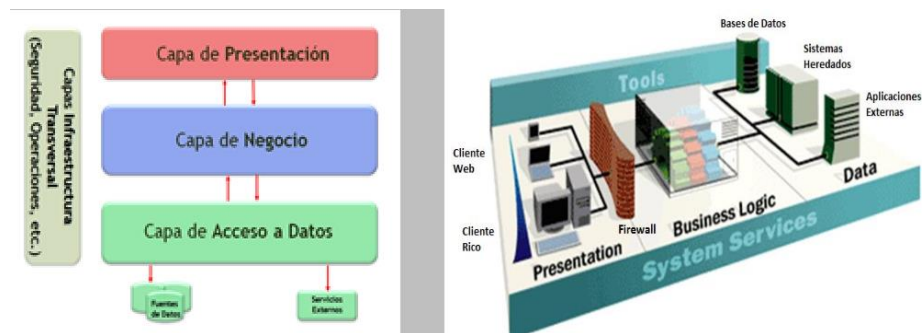 Capas Infraestructura
Transversal
(Seguridad, Operaciones, etc.)
Capa de Presentación
Capa de Negocio
Capa de Acceso a Datos
Fuentes
de Datos
Servicios
Externos
Bases de Datos
Sistemas
Heredados
Aplicaciones
Externas
Tools
Cliente
Web
Cliente
Rico
Firewall
Presentation
Business Logic
Data
System Services